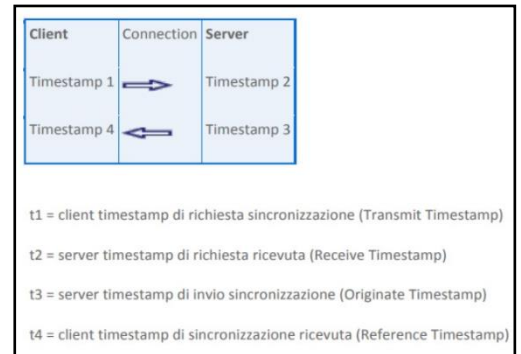 Client Connection Server
Timestamp 1 Timestamp 2
Timestamp 4 Timestamp 3
t1 = client timestamp di richiesta sincronizzazione (Transmit Timestamp)
t2 = server timestamp di richiesta ricevuta (Receive Timestamp)
t3 = server timestamp di invio sincronizzazione (Originate Timestamp)
t4 = client timestamp di sincronizzazione ricevuta (Reference Timestamp)